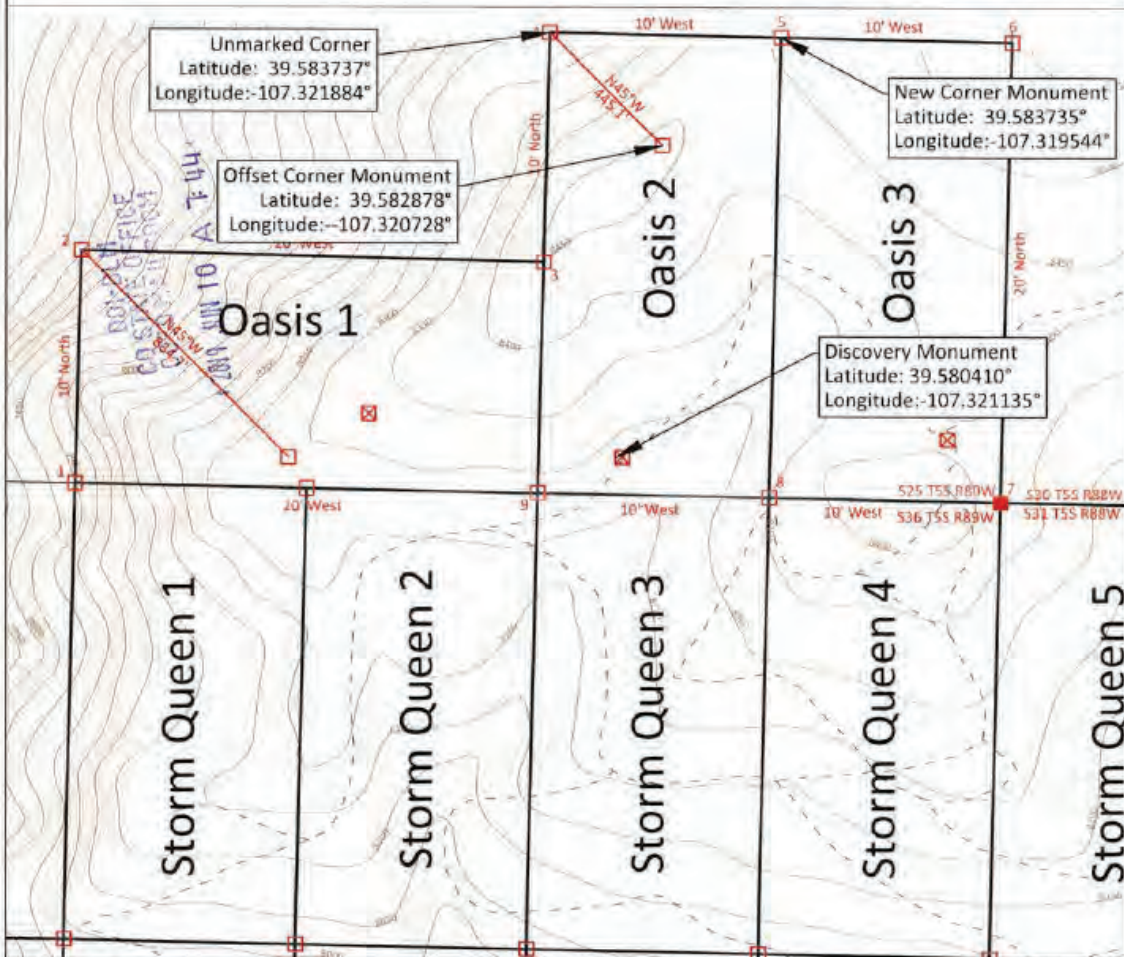 10' West
5
10' West
6
Unmarked Corner
Latitude: 39.583737°
Longitude:-107.321884°
New Corner Monument
Latitude: 39.583735°
Longitude:-107.319544°
N45°W
445.1'
Offset Corner Monument
Latitude: 39.582878°
Longitude:--107.320728°
2
3
Oasis 1
Oasis 2
Oasis 3
20' North
10' North
N45°W
Discovery Monument
Latitude: 39.580410°
Longitude:-107.321135°
1
9
8
7
10' West
10' West
S25 T5S R89W
S30 T5S R88W
S36 T5S R89W
S31 T5S R88W
Storm Queen 1
Storm Queen 2
Storm Queen 3
Storm Queen 4
Storm Queen 5